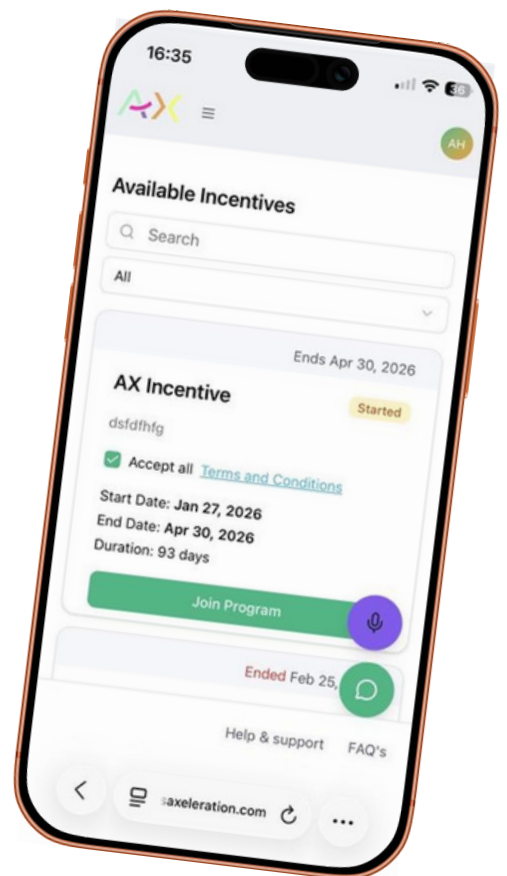 16:35
36
AX
AH
Available Incentives
Search
All
Ends Apr 30, 2026
AX Incentive
Started
dsfdfhfg
Accept all Terms and Conditions
Start Date: Jan 27, 2026
End Date: Apr 30, 2026
Duration: 93 days
Join Program
Ended Feb 25,
Help & support FAQ's
saxeleration.com